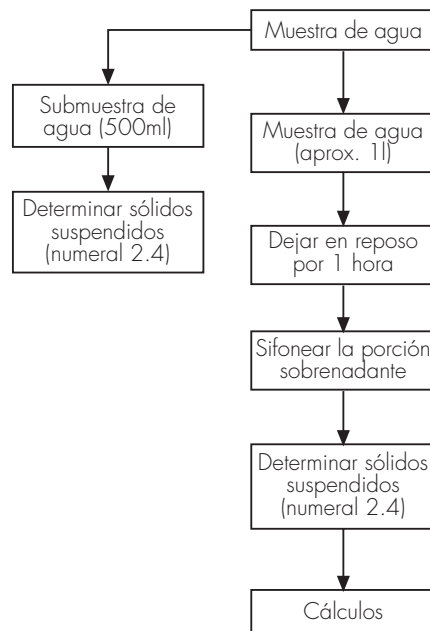 Muestra de agua
Submuestra de
agua (500ml)
Determinar sólidos
suspendidos
(numeral 2.4)
Muestra de agua
(aprox. 1l)
Dejar en reposo
por 1 hora
Sifonear la porción
sobrenadante
Determinar sólidos
suspendidos
(numeral 2.4)
Cálculos